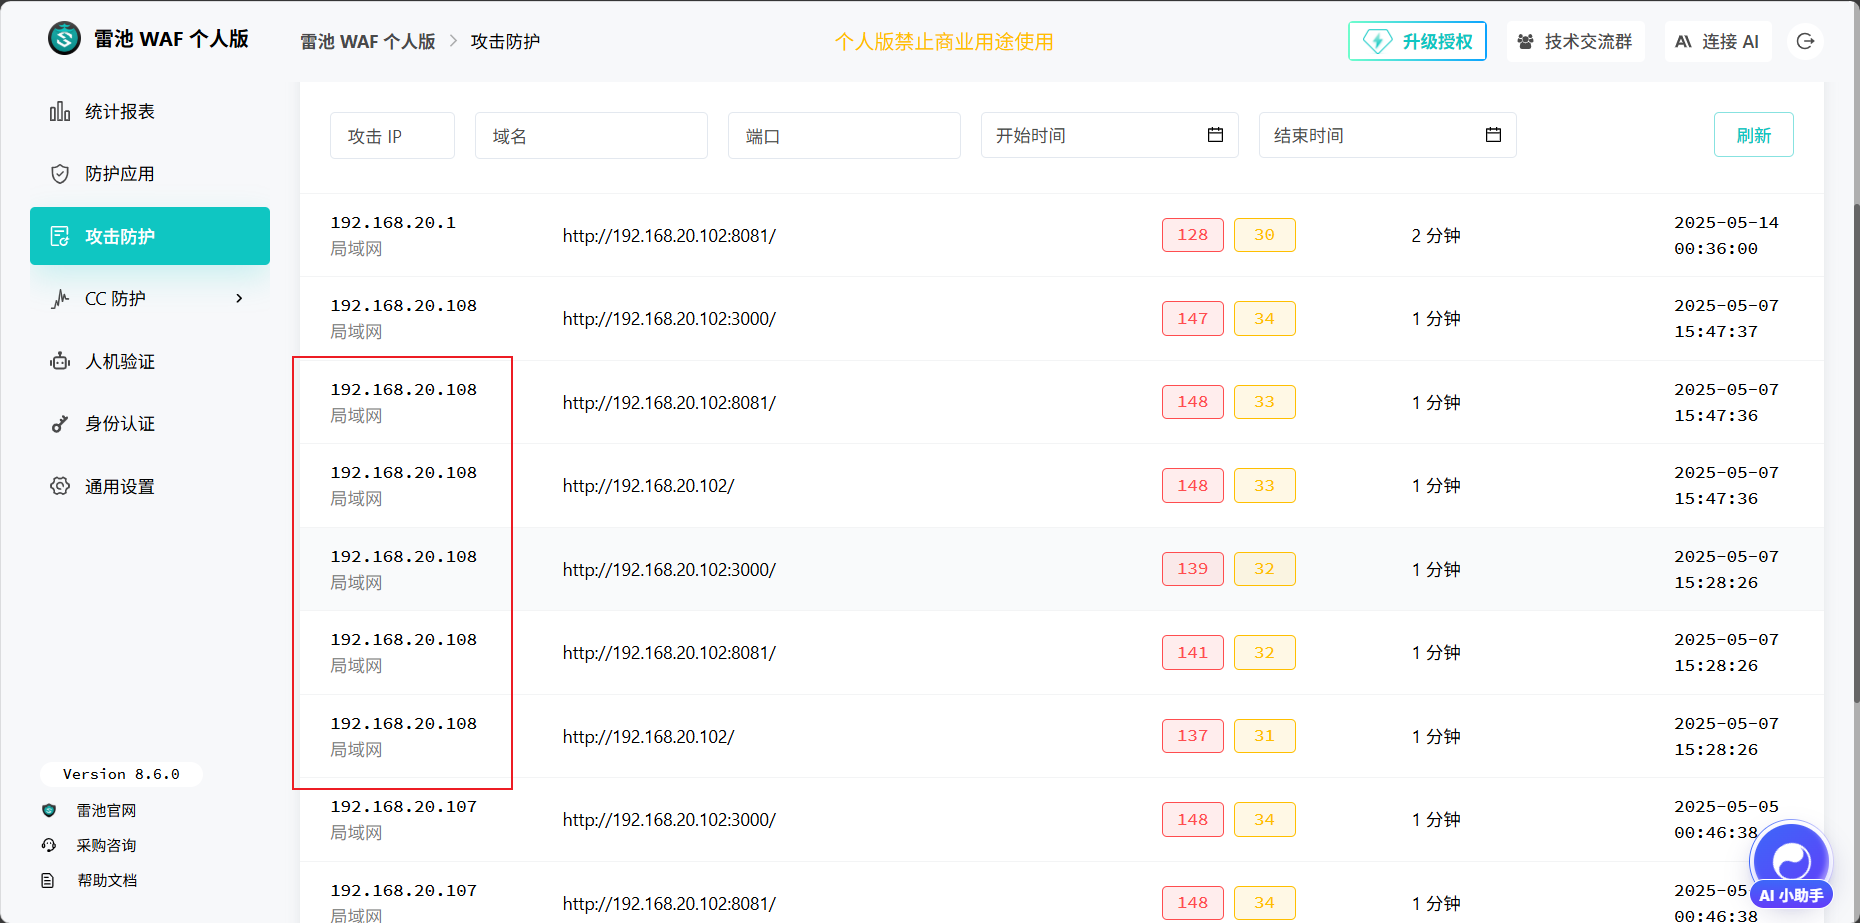 雷池 WAF 个人版
雷池 WAF 个人版 > 攻击防护
个人版禁止商业用途使用
升级授权
技术交流群
连接 AI
统计报表
防护应用
攻击防护
CC 防护
人机验证
身份认证
通用设置
Version 8.6.0
雷池官网
采购咨询
帮助文档
攻击 IP
域名
端口
开始时间
结束时间
刷新
192.168.20.1
局域网
http://192.168.20.102:8081/
128
30
2 分钟
2025-05-14
00:36:00
192.168.20.108
局域网
http://192.168.20.102:3000/
147
34
1 分钟
2025-05-07
15:47:37
192.168.20.108
局域网
http://192.168.20.102:8081/
148
33
1 分钟
2025-05-07
15:47:36
192.168.20.108
局域网
http://192.168.20.102/
148
33
1 分钟
2025-05-07
15:47:36
192.168.20.108
局域网
http://192.168.20.102:3000/
139
32
1 分钟
2025-05-07
15:28:26
192.168.20.108
局域网
http://192.168.20.102:8081/
141
32
1 分钟
2025-05-07
15:28:26
192.168.20.108
局域网
http://192.168.20.102/
137
31
1 分钟
2025-05-07
15:28:26
192.168.20.107
局域网
http://192.168.20.102:3000/
148
34
1 分钟
2025-05-05
00:46:38
192.168.20.107
局域网
http://192.168.20.102:8081/
148
34
1 分钟
2025-05-
00:46:38
AI 小助手